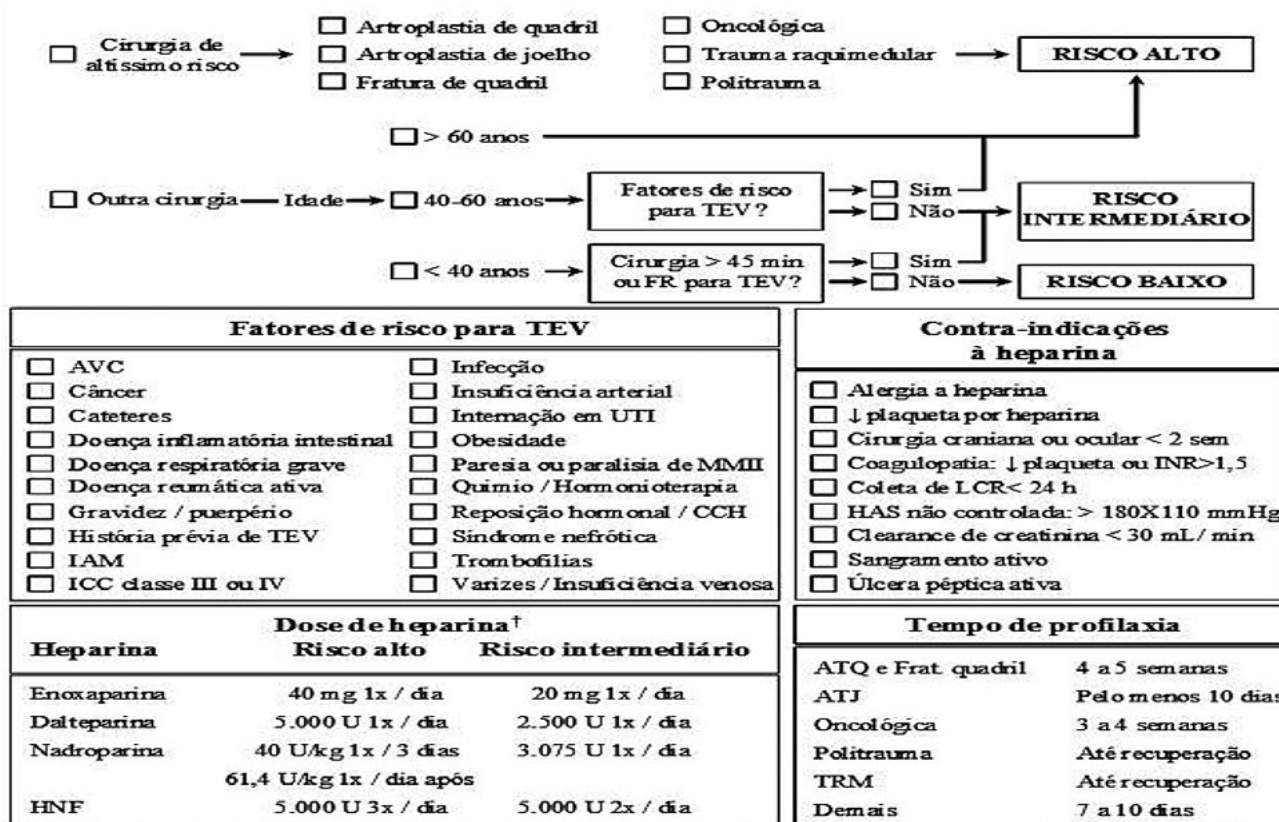 Cirurgia de altíssimo risco
Artroplastia de quadril
Artroplastia de joelho
Fratura de quadril
Oncológica
Trauma raquimedular
Politrauma
RISCO ALTO
> 60 anos
Outra cirurgia
Idade
40-60 anos
Fatores de risco
para TEV?
Sim
Não
RISCO
INTERMEDIÁRIO
< 40 anos
Cirurgia > 45 min
ou FR para TEV?
Sim
Não
RISCO BAIXO
Fatores de risco para TEV
AVC
Câncer
Cateteres
Doença inflamatória intestinal
Doença respiratória grave
Doença reumática ativa
Gravidez / puerpério
História prévia de TEV
IAM
ICC classe III ou IV
Infecção
Insuficiência arterial
Internação em UTI
Obesidade
Paresia ou paralisia de MMII
Quimio / Hormonioterapia
Reposição hormonal / CCH
Síndrome nefrótica
Trombofilias
Varizes / Insuficiência venosa
Contra-indicações
à heparina
Alergia a heparina
↓ plaqueta por heparina
Cirurgia craniana ou ocular < 2 sem
Coagulopatia: ↓ plaqueta ou INR>1,5
Coleta de LCR< 24 h
HAS não controlada: > 180X110 mmHg
Clearance de creatinina < 30 mL/ min
Sangramento ativo
Úlcera péptica ativa
Dose de heparina†
Heparina Risco alto Risco intermediário
Enoxaparina 40 mg 1x / dia 20 mg 1x / dia
Dalteparina 5.000 U 1x / dia 2.500 U 1x / dia
Nadroparina 40 U/kg 1x / 3 dias 3.075 U 1x / dia
61,4 U/kg 1x / dia após
HNF 5.000 U 3x / dia 5.000 U 2x / dia
Tempo de profilaxia
ATQ e Frat. quadril 4 a 5 semanas
ATJ Pelo menos 10 dias
Oncológica 3 a 4 semanas
Politrauma Até recuperação
TRM Até recuperação
Demais 7 a 10 dias